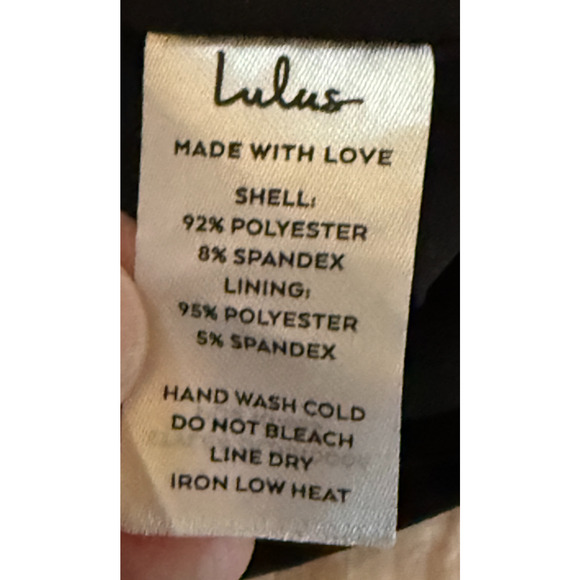 Lulus
MADE WITH LOVE
SHELL:
92% POLYESTER
8% SPANDEX
LINING:
95% POLYESTER
5% SPANDEX
HAND WASH COLD
DO NOT BLEACH
LINE DRY
IRON LOW HEAT